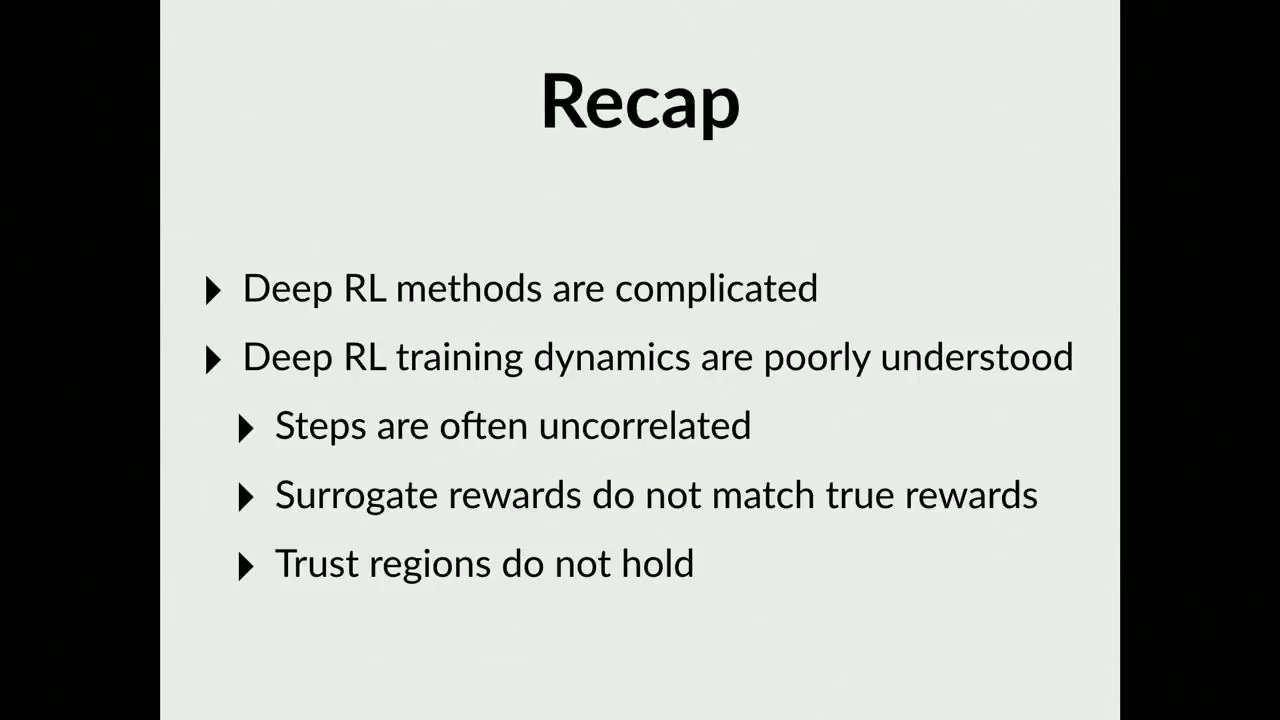 Recap
Deep RL methods are complicated
Deep RL training dynamics are poorly understood
Steps are often uncorrelated
Surrogate rewards do not match true rewards
Trust regions do not hold